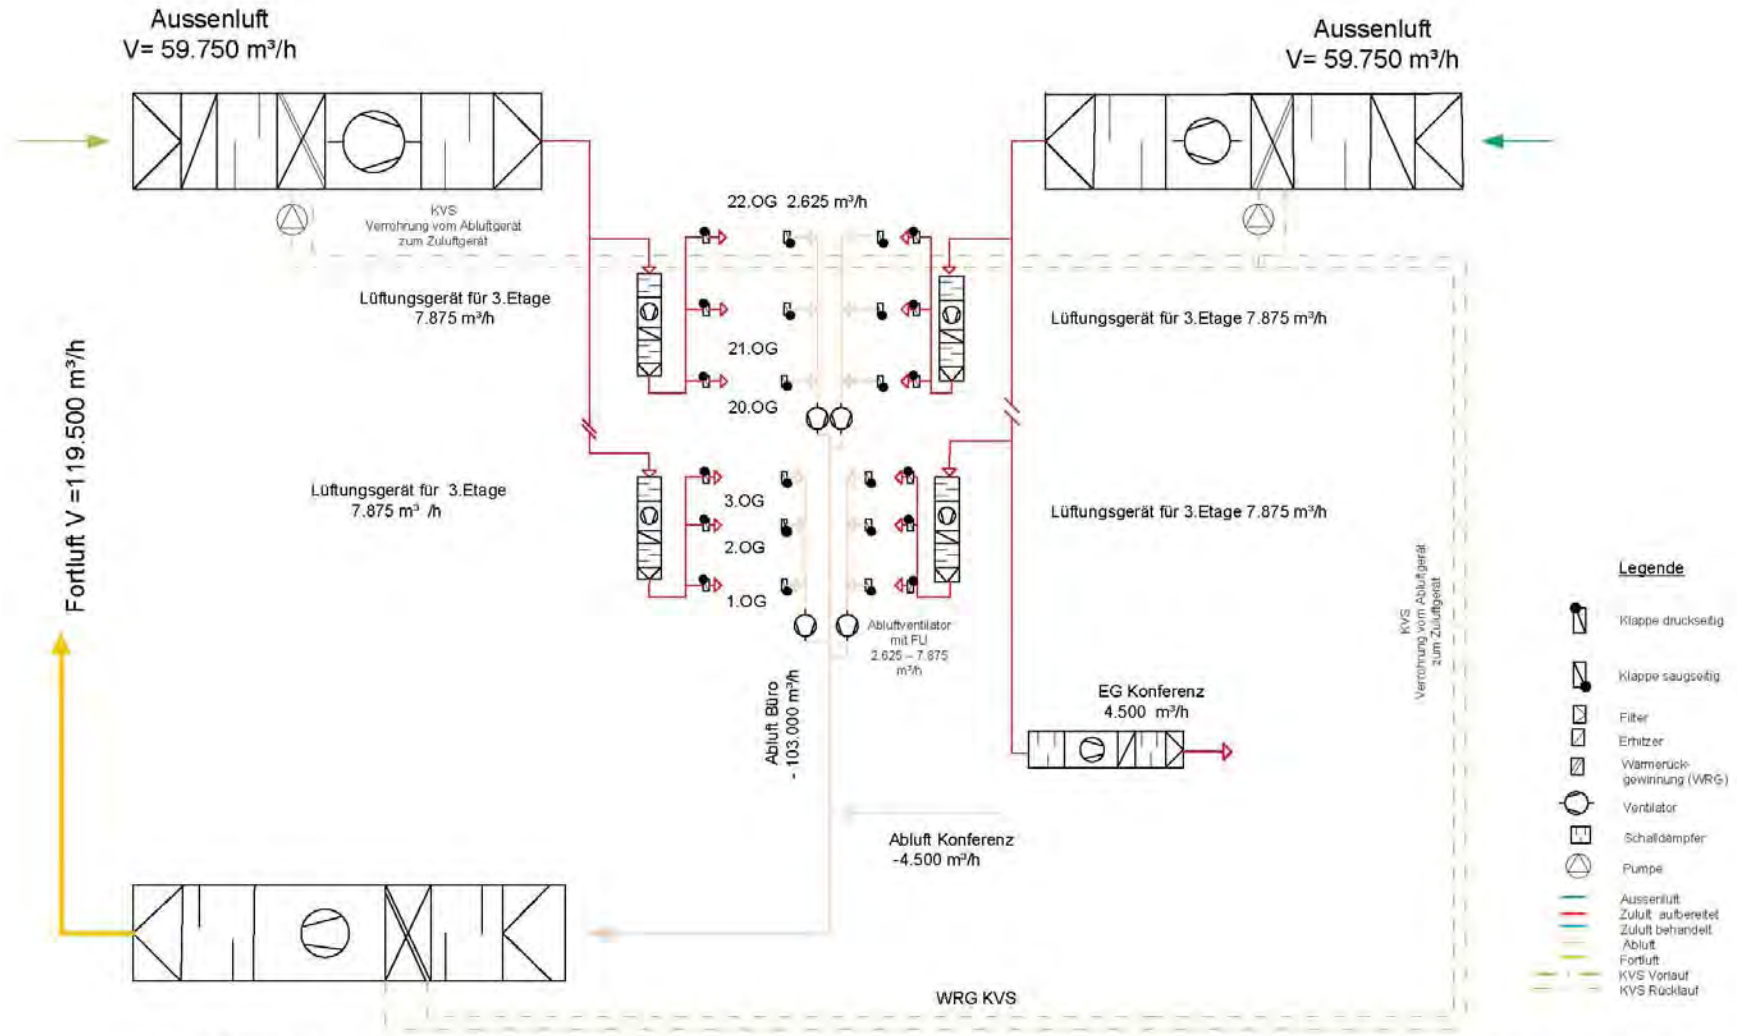 Aussenluft
V= 59.750 m³/h
Aussenluft
V= 59.750 m³/h
KVS
Verrohrung vom Abluftgerät
zum Zuluftgerät
22.OG 2.625 m³/h
Lüftungsgerät für 3.Etage
7.875 m³/h
Lüftungsgerät für 3.Etage 7.875 m³/h
21.OG
20.OG
Fortluft V =119.500 m³/h
Lüftungsgerät für 3.Etage
7.875 m³ /h
3.OG
2.OG
1.OG
Lüftungsgerät für 3.Etage 7.875 m³/h
Abluftventilator
mit FU
2.625 – 7.875
m³/h
KVS
Verrohrung vom Abluftgerät
zum Zuluftgerät
Abluft Büro
- 103.000 m³/h
EG Konferenz
4.500 m³/h
Abluft Konferenz
-4.500 m³/h
WRG KVS
Legende
Klappe druckseitig
Klappe saugseitig
Filter
Erhitzer
Wärmerück-
gewinnung (WRG)
Ventilator
Schalldämpfer
Pumpe
Aussenluft
Zuluft aufbereitet
Zuluft behandelt
Abluft
Fortluft
KVS Vorlauf
KVS Rücklauf